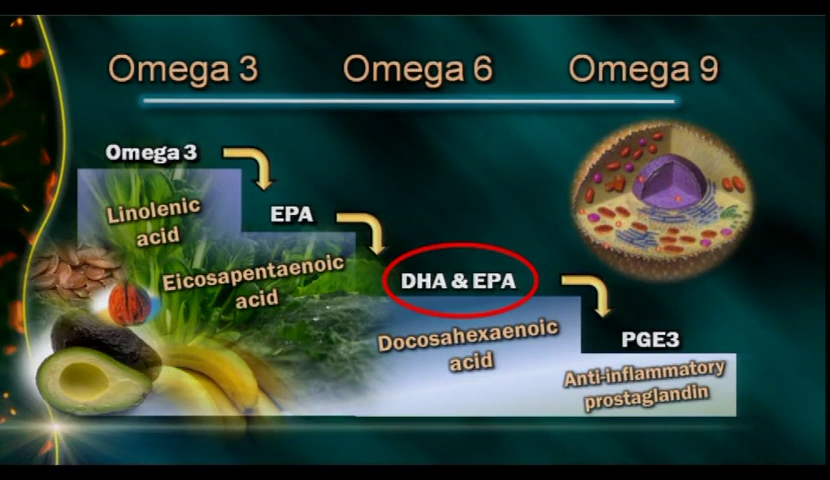 Omega 3 Omega 6 Omega 9
Omega 3
Linolenic
acid
EPA
Eicosapentaenoic
acid
DHA & EPA
Docosahexaenoic
acid
PGE3
Anti-inflammatory
prostaglandin